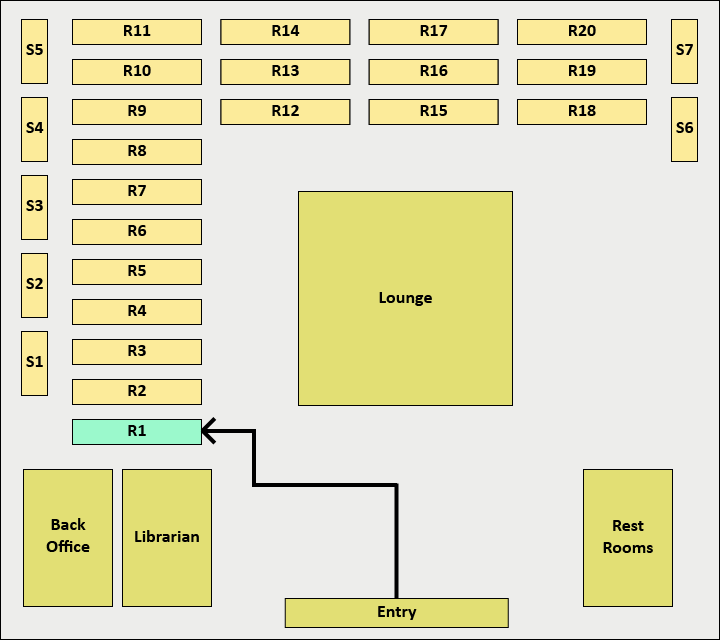 R11
R14
R17
R20
S5
S7
R10
R13
R16
R19
R9
R12
R15
R18
S4
S6
R8
R7
S3
R6
R5
S2
Lounge
R4
R3
S1
R2
R1
Back
Office
Librarian
Rest
Rooms
Entry